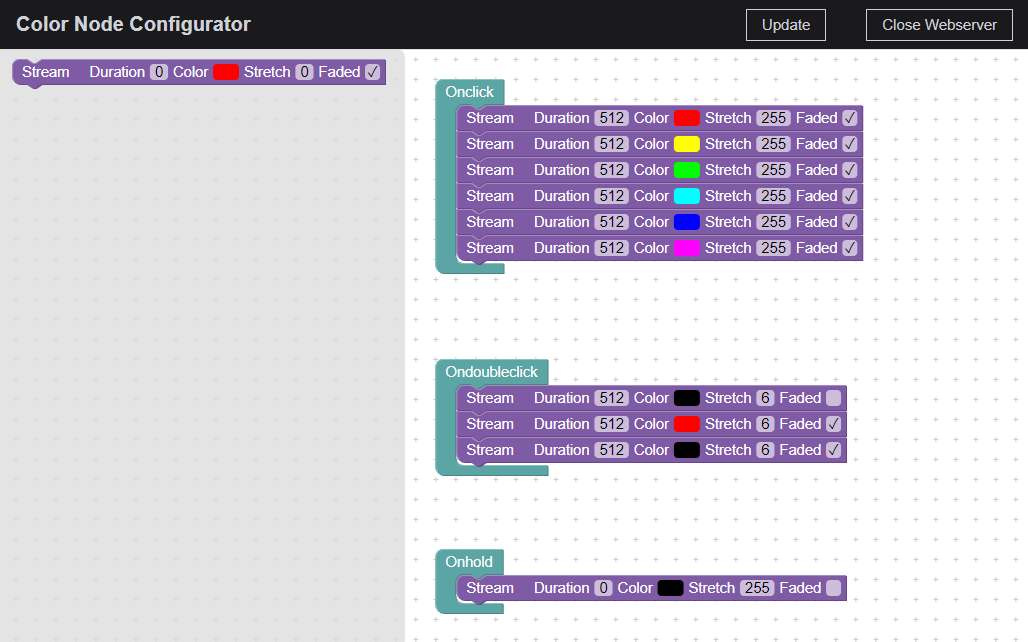 Color Node Configurator Update Close Webserver
Stream Duration 0 Color Stretch 0 Faded ✓
Onclick
Stream Duration 512 Color Stretch 255 Faded ✓
Stream Duration 512 Color Stretch 255 Faded ✓
Stream Duration 512 Color Stretch 255 Faded ✓
Stream Duration 512 Color Stretch 255 Faded ✓
Stream Duration 512 Color Stretch 255 Faded ✓
Stream Duration 512 Color Stretch 255 Faded ✓
Ondoubleclick
Stream Duration 512 Color Stretch 6 Faded
Stream Duration 512 Color Stretch 6 Faded ✓
Stream Duration 512 Color Stretch 6 Faded ✓
Onhold
Stream Duration 0 Color Stretch 255 Faded